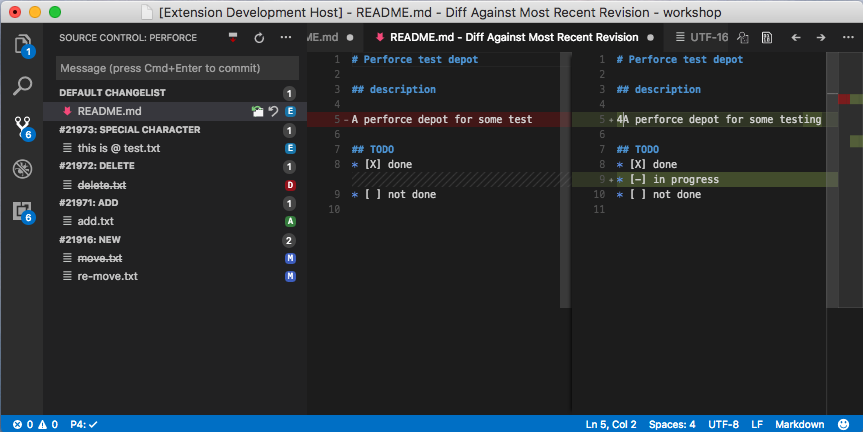 [Extension Development Host] - README.md - Diff Against Most Recent Revision - workshop
SOURCE CONTROL: PERFORCE
ME.md README.md - Diff Against Most Recent Revision UTF-16
1
6
6
Message (press Cmd+Enter to commit)
DEFAULT CHANGELIST 1
README.md E
#21973: SPECIAL CHARACTER 1
this is @ test.txt E
#21972: DELETE 1
delete.txt D
#21971: ADD 1
add.txt A
#21916: NEW 2
move.txt M
re-move.txt M
1 # Perforce test depot
2
3 ## description
4
5 - A perforce depot for some test
6
7 ## TODO
8 * [X] done
9 * [ ] not done
10
1 # Perforce test depot
2
3 ## description
4
5 + 4A perforce depot for some testing
6
7 ## TODO
8 * [X] done
9 + * [-] in progress
10 * [ ] not done
11
0 0 P4: Ln 5, Col 2 Spaces: 4 UTF-8 LF Markdown